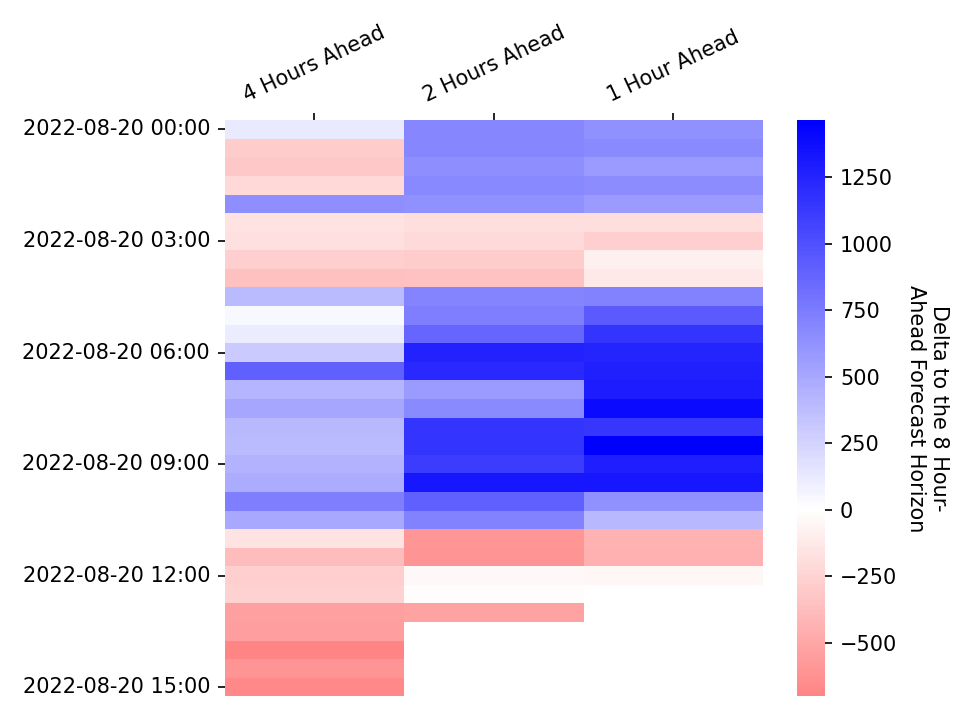 4 Hours Ahead
2 Hours Ahead
1 Hour Ahead
2022-08-20 00:00
2022-08-20 03:00
2022-08-20 06:00
2022-08-20 09:00
2022-08-20 12:00
2022-08-20 15:00
1250
1000
750
500
250
0
−250
−500
Delta to the 8 Hour-
Ahead Forecast Horizon